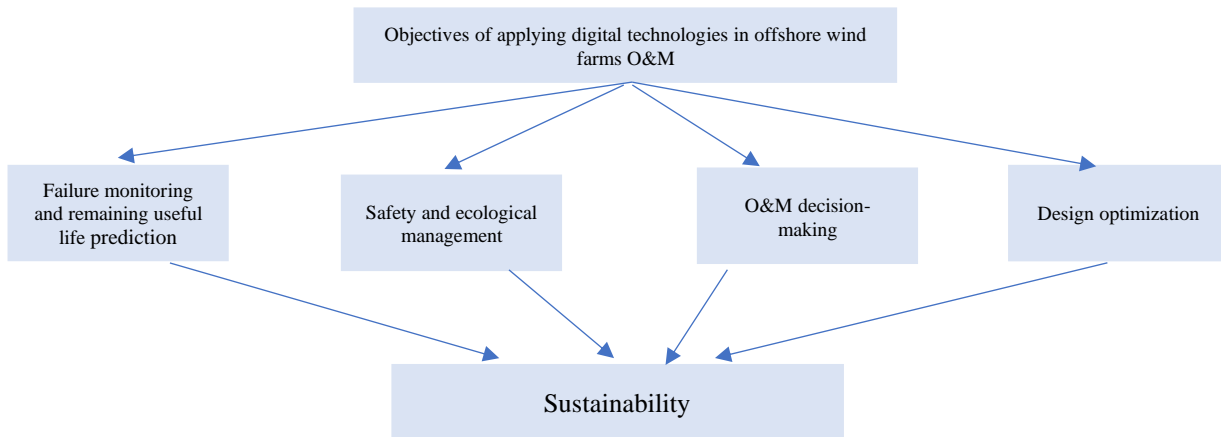 Objectives of applying digital technologies in offshore wind
farms O&M
Failure monitoring
and remaining useful
life prediction
Safety and ecological
management
O&M decision-
making
Design optimization
Sustainability